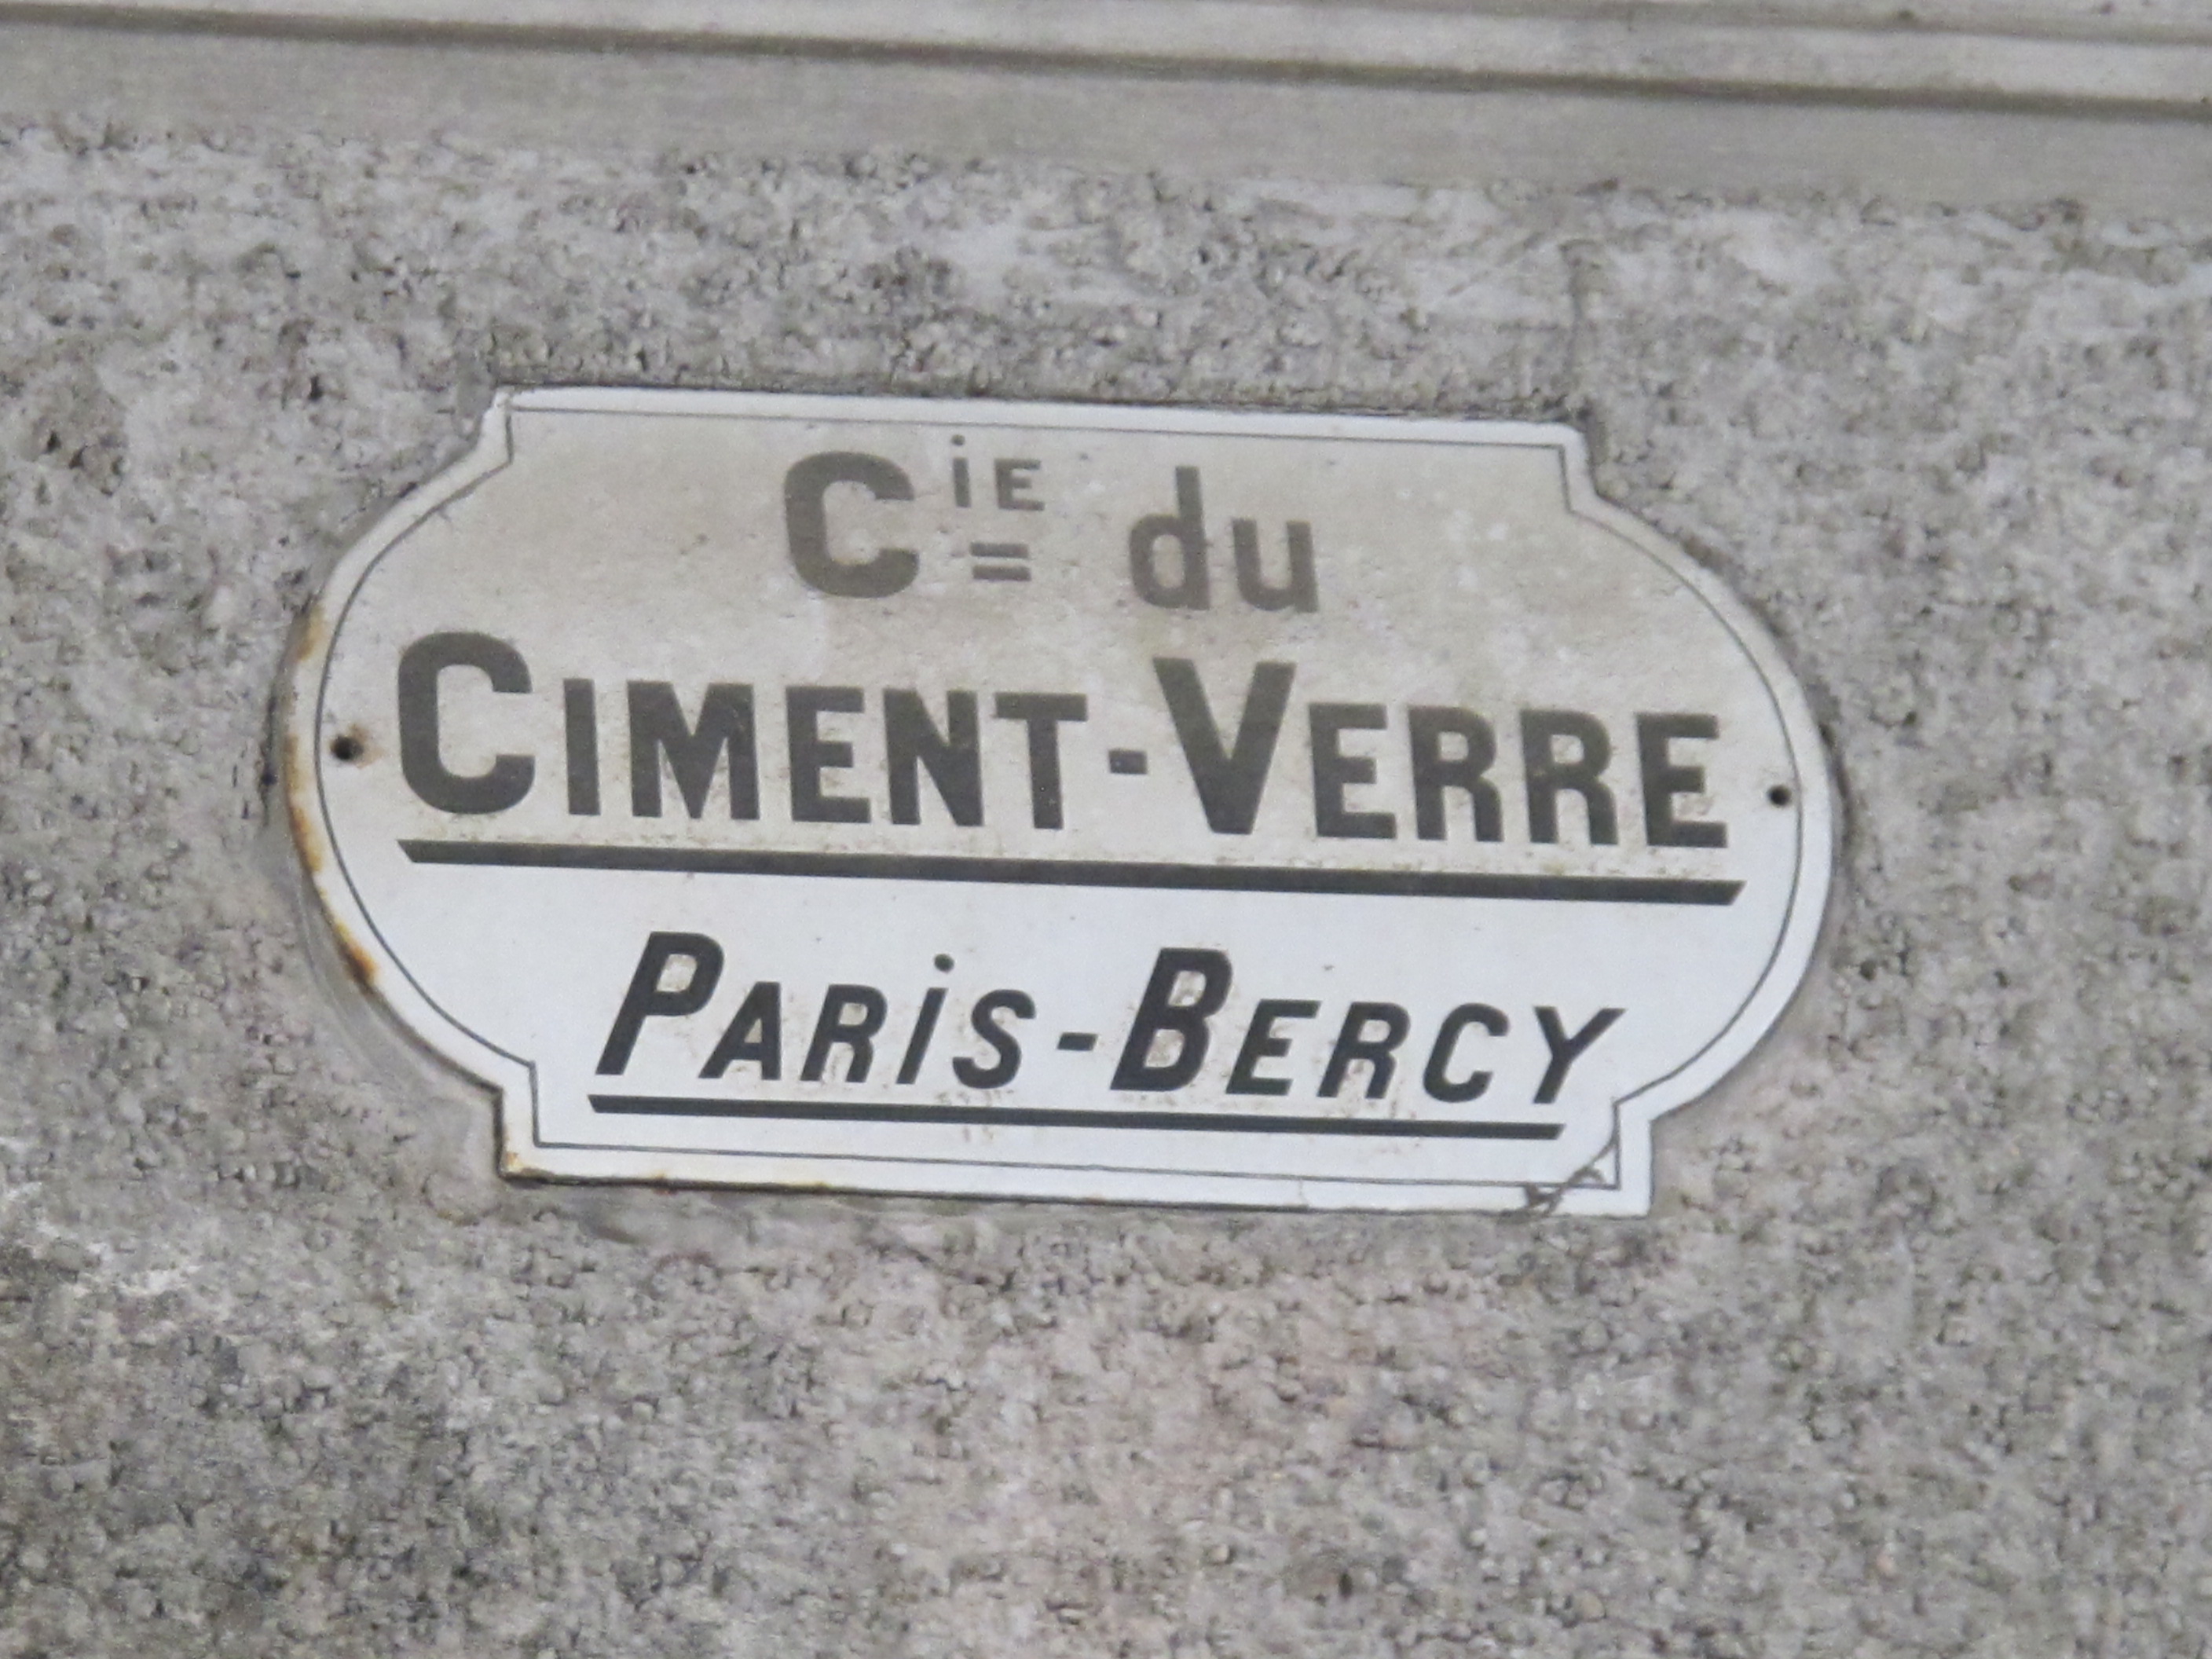 Cie du
CIMENT-VERRE
PARiS-BERCY